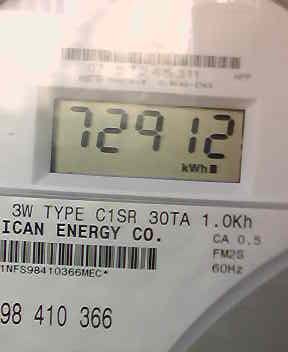 72912
kWh
3W TYPE C1SR 30TA 1.0Kh
ICAN ENERGY CO.
CA 0.5
FM2S
1NFS98410366MEC*
60Hz
98 410 366